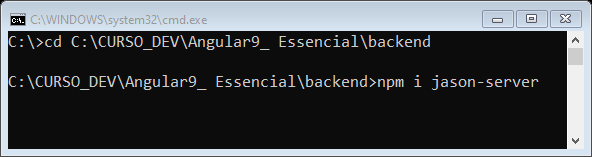 C:\WINDOWS\system32\cmd.exe
C:\>cd C:\CURSO_DEV\Angular9_ Essencial\backend
C:\CURSO_DEV\Angular9_ Essencial\backend>npm i jason-server